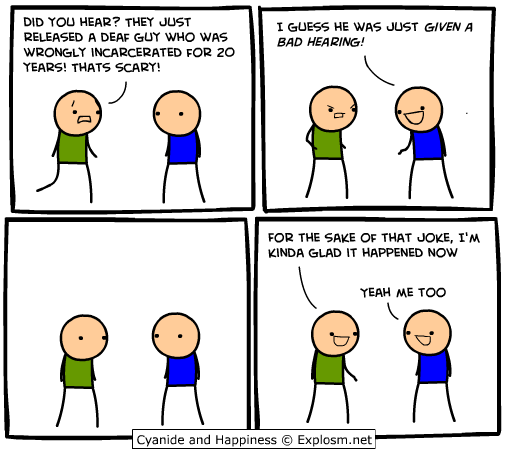 DID YOU HEAR? THEY JUST
RELEASED A DEAF GUY WHO WAS
WRONGLY INCARCERATED FOR 20
YEARS! THATS SCARY!
I GUESS HE WAS JUST GIVEN A
BAD HEARING!
FOR THE SAKE OF THAT JOKE, I'M
KINDA GLAD IT HAPPENED NOW
YEAH ME TOO
Cyanide and Happiness © Explosm.net